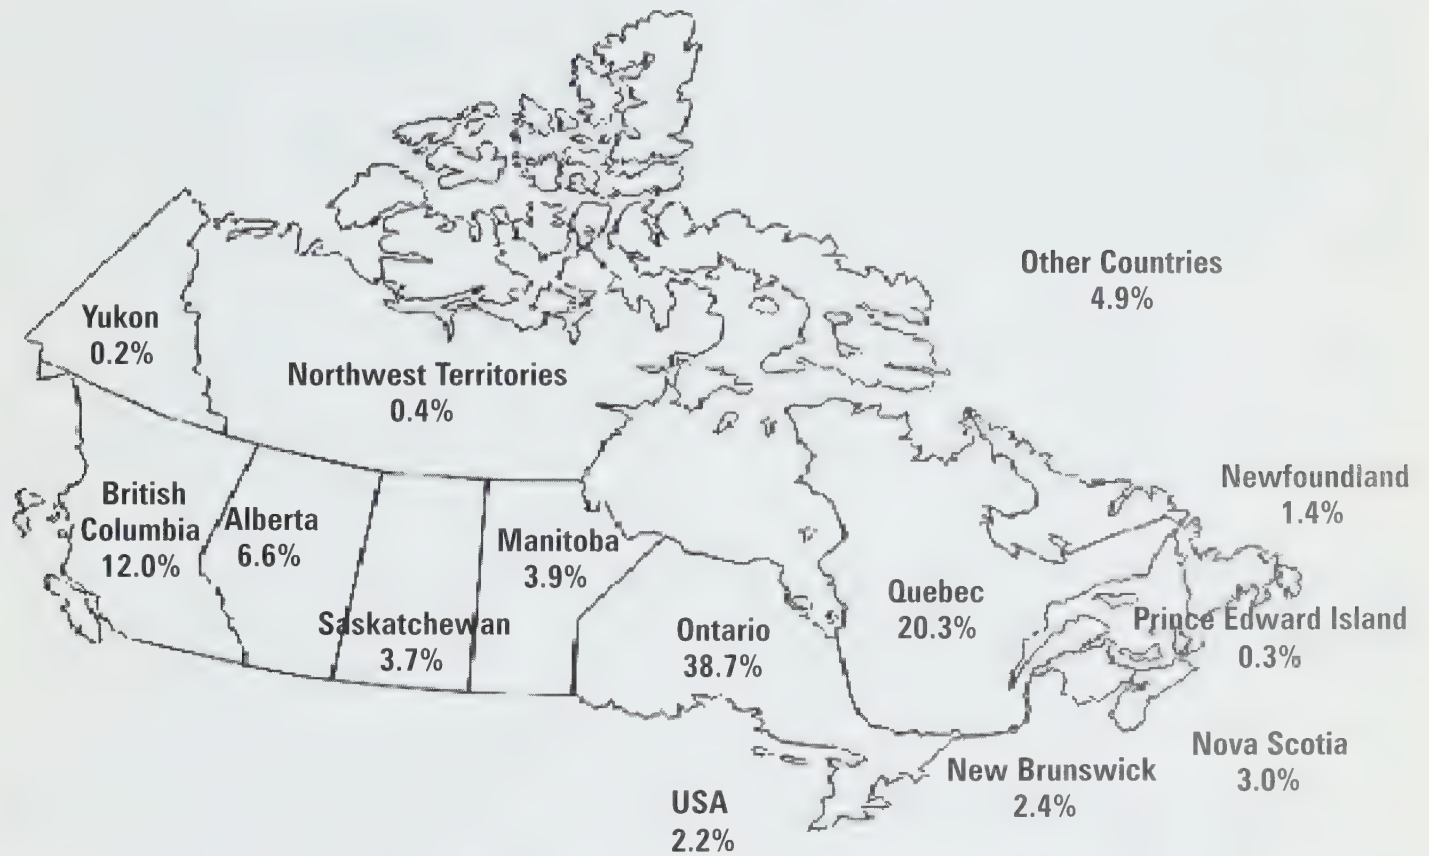 Other Countries
4.9%
Yukon
0.2%
Northwest Territories
0.4%
British
Columbia
12.0%
Alberta
6.6%
Saskatchewan
3.7%
Manitoba
3.9%
Ontario
38.7%
Quebec
20.3%
Newfoundland
1.4%
Prince Edward Island
0.3%
Nova Scotia
3.0%
New Brunswick
2.4%
USA
2.2%